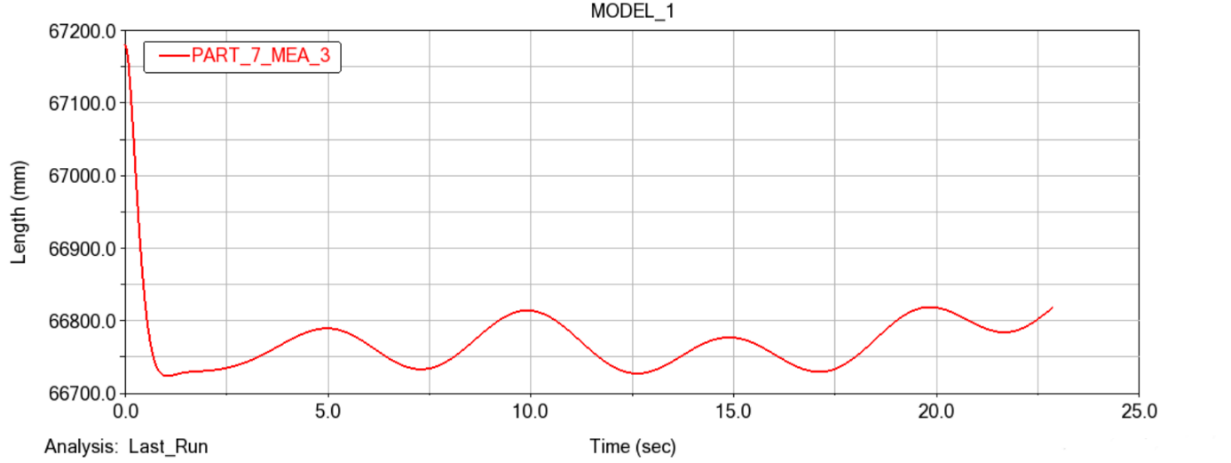 MODEL_1
67200.0
PART_7_MEA_3
67100.0
67000.0
66900.0
66800.0
66700.0
Length (mm)
0.0 5.0 10.0 15.0 20.0 25.0
Analysis: Last_Run Time (sec)